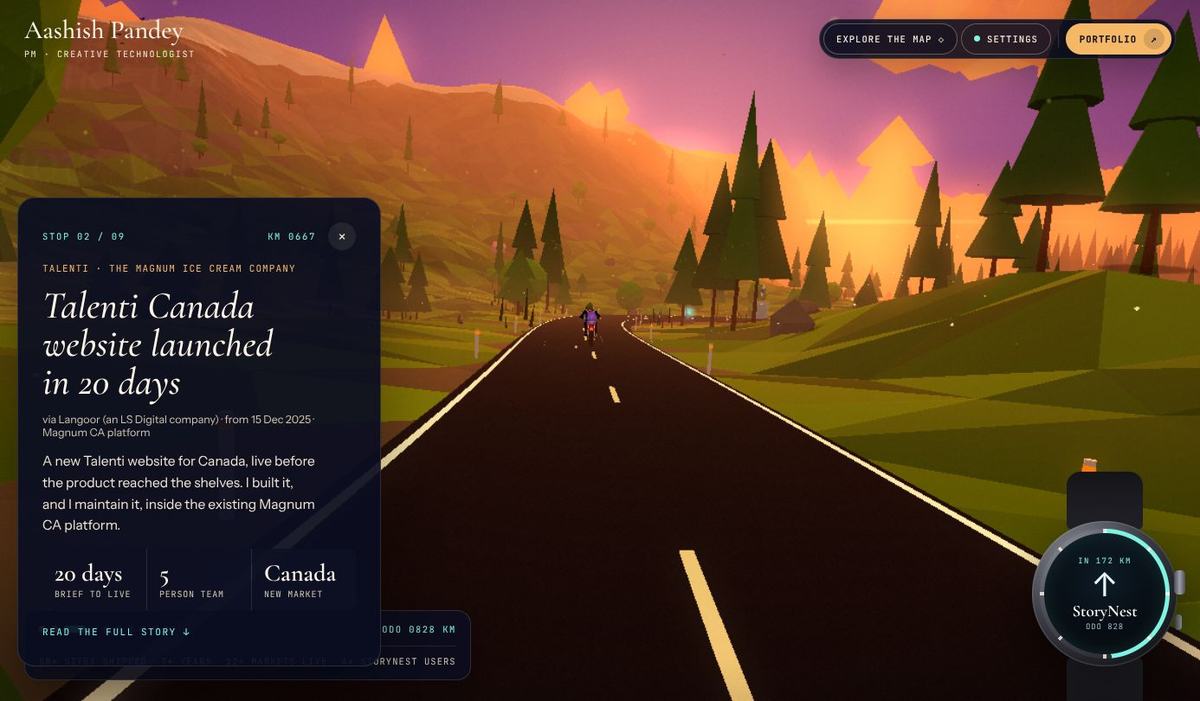 Aashish Pandey
PM · CREATIVE TECHNOLOGIST
EXPLORE THE MAP ◇
SETTINGS
PORTFOLIO ↗
STOP 02 / 09
KM 0667
×
TALENTI · THE MAGNUM ICE CREAM COMPANY
Talenti Canada
website launched
in 20 days
via Langoor (an LS Digital company) · from 15 Dec 2025 ·
Magnum CA platform
A new Talenti website for Canada, live before
the product reached the shelves. I built it,
and I maintain it, inside the existing Magnum
CA platform.
20 days
BRIEF TO LIVE
5
PERSON TEAM
Canada
NEW MARKET
READ THE FULL STORY ↓
ODO 0828 KM
USERS
IN 172 KM
↑
StoryNest
ODO 828